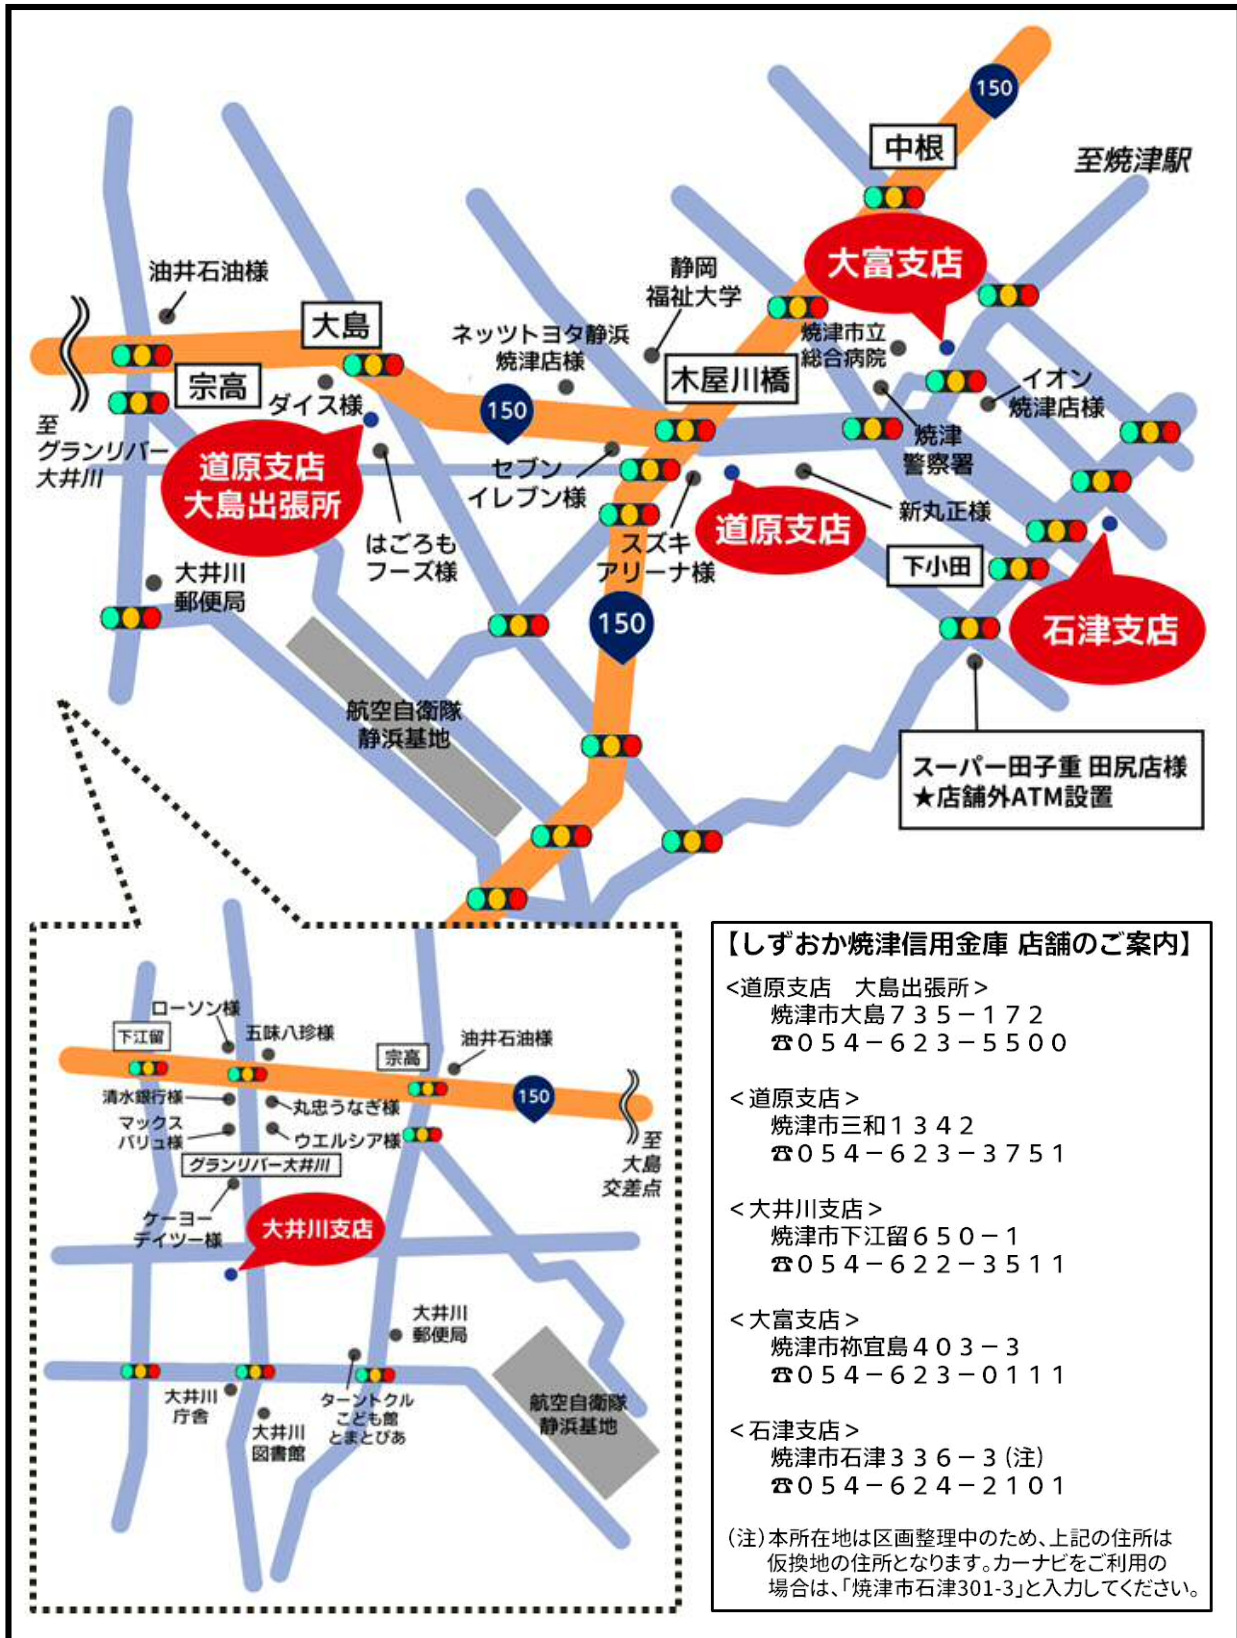 150
中根
至焼津駅
大富支店
油井石油様
静岡
福祉大学
大島
ネッツトヨタ静浜
焼津店様
焼津市立
総合病院
木屋川橋
宗高
ダイス様
150
イオン
焼津店様
至
グランリバー
大井川
道原支店
大島出張所
セブン
イレブン様
焼津
警察署
新丸正様
道原支店
はごろも
フーズ様
スズキ
アリーナ様
下小田
大井川
郵便局
150
石津支店
航空自衛隊
静浜基地
スーパー田子重 田尻店様
★店舗外ATM設置
ローソン様
下江留
五味八珍様
宗高
油井石油様
清水銀行様
丸忠うなぎ様
150
マックス
バリュ様
ウエルシア様
至
大島
交差点
グランリバー大井川
ケーヨー
デイツー様
大井川支店
大井川
郵便局
大井川
庁舎
ターントクル
こども館
とまとぴあ
大井川
図書館
航空自衛隊
静浜基地
【しずおか焼津信用金庫 店舗のご案内】
<道原支店　大島出張所>
焼津市大島７３５－１７２
☎０５４－６２３－５５００
<道原支店>
焼津市三和１３４２
☎０５４－６２３－３７５１
<大井川支店>
焼津市下江留６５０－１
☎０５４－６２２－３５１１
<大富支店>
焼津市祢宜島４０３－３
☎０５４－６２３－０１１１
<石津支店>
焼津市石津３３６－３(注)
☎０５４－６２４－２１０１
(注)本所在地は区画整理中のため、上記の住所は
仮換地の住所となります。カーナビをご利用の
場合は、「焼津市石津301-3」と入力してください。